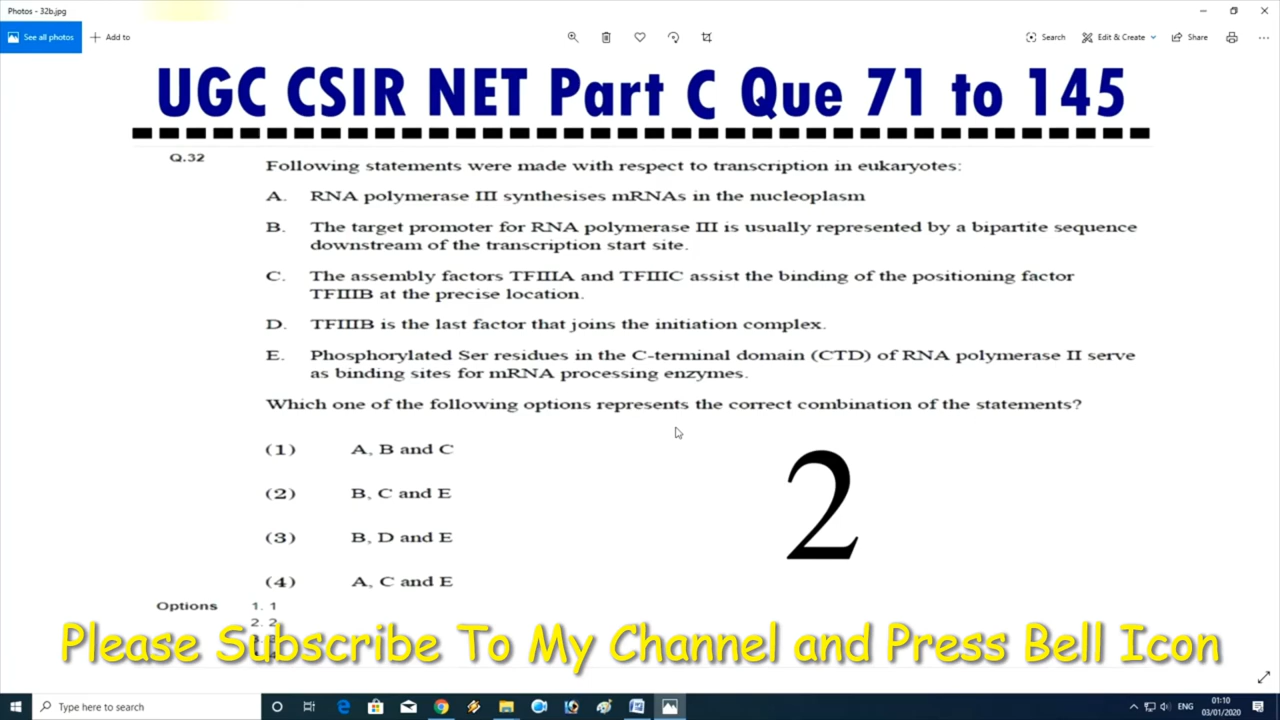 Photos - 32b.jpg
See all photos
Add to
Search
Edit & Create
Share
UGC CSIR NET Part C Que 71 to 145
Q.32
Following statements were made with respect to transcription in eukaryotes:
A. RNA polymerase III synthesises mRNAs in the nucleoplasm
B. The target promoter for RNA polymerase III is usually represented by a bipartite sequence
downstream of the transcription start site.
C. The assembly factors TFIIIA and TFIIIC assist the binding of the positioning factor
TFIIIB at the precise location.
D. TFIIIB is the last factor that joins the initiation complex.
E. Phosphorylated Ser residues in the C-terminal domain (CTD) of RNA polymerase II serve
as binding sites for mRNA processing enzymes.
Which one of the following options represents the correct combination of the statements?
(1) A, B and C
(2) B, C and E
(3) B, D and E
(4) A, C and E
2
Options 1. 1
2. 2
Please Subscribe To My Channel and Press Bell Icon
Type here to search
ENG
01:10
03/01/2020